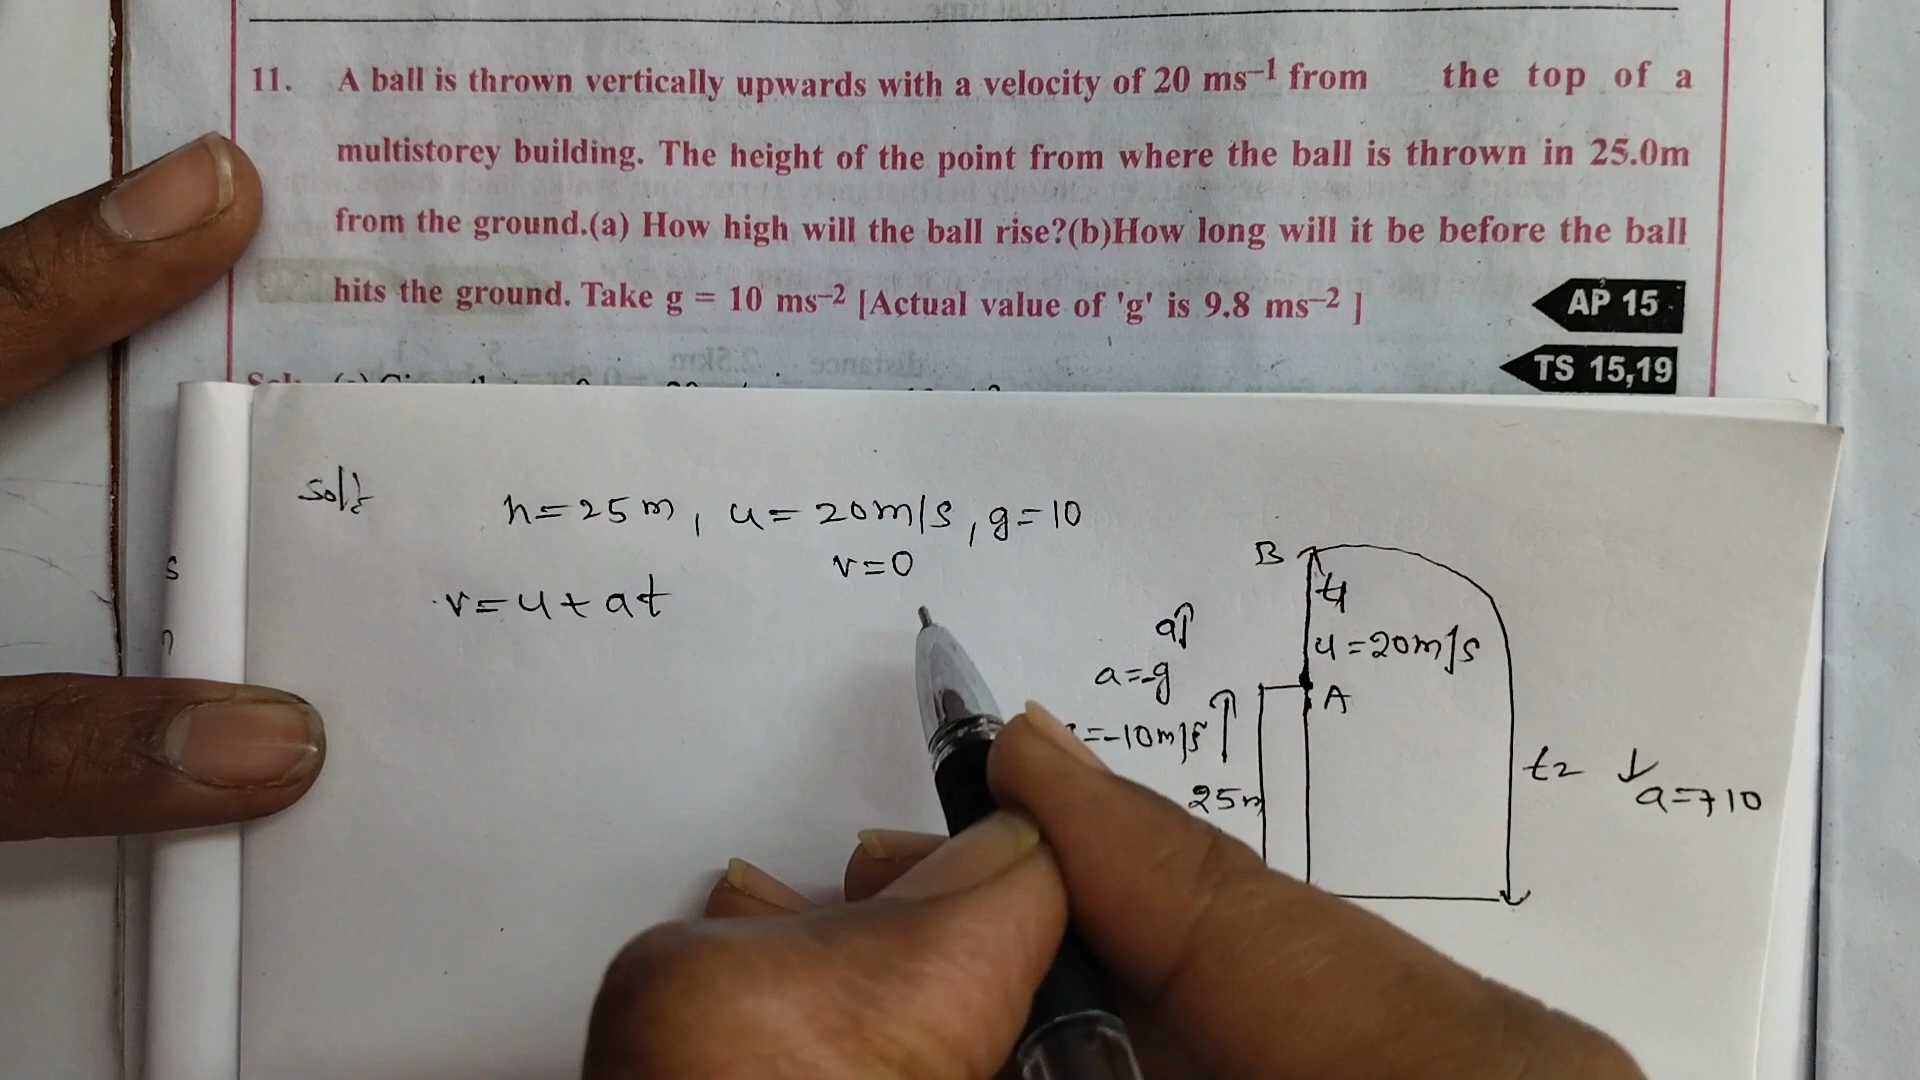 11. A ball is thrown vertically upwards with a velocity of 20 ms⁻¹ from the top of a
multistorey building. The height of the point from where the ball is thrown in 25.0m
from the ground.(a) How high will the ball rise?(b)How long will it be before the ball
hits the ground. Take g = 10 ms⁻² [Actual value of 'g' is 9.8 ms⁻² ]
AP 15
TS 15,19
Sol:
h=25m, u=20m/s, g=10
v=0
v=u+at
B
t1
a↑
u=20m/s
a=-g
A
=-10m/s²
25m
t2
a=+10